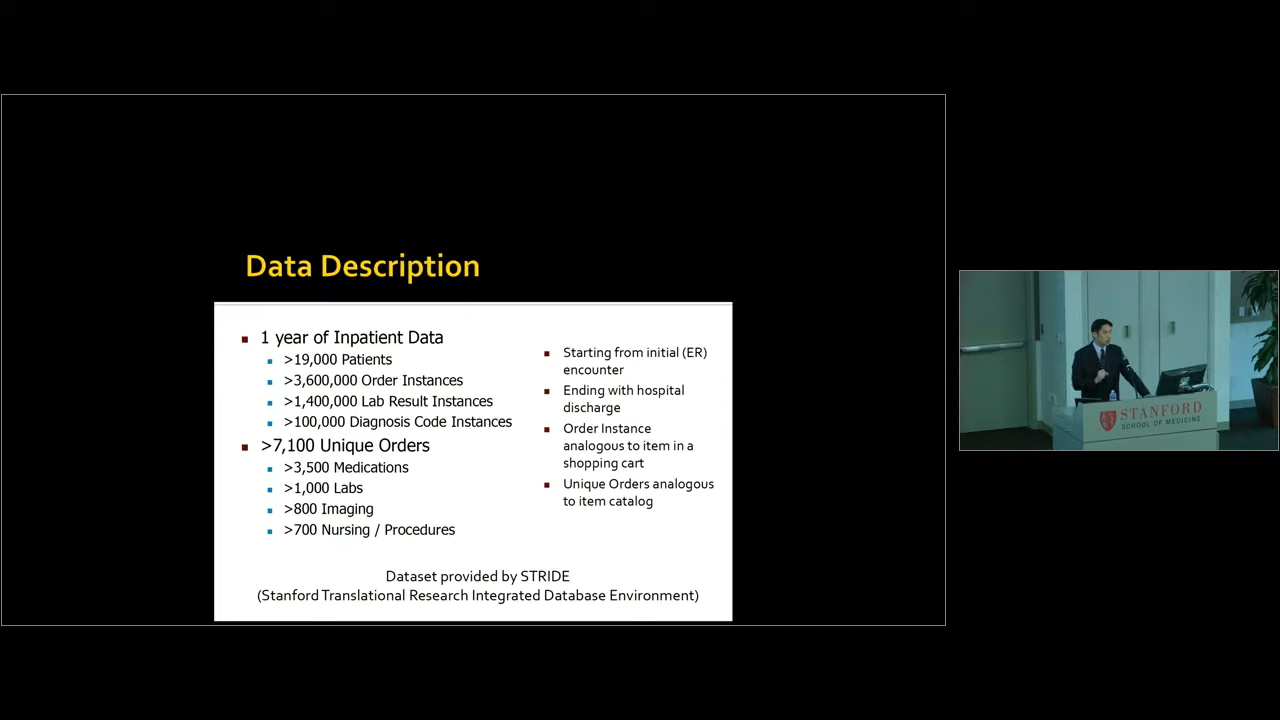 Data Description
1 year of Inpatient Data
>19,000 Patients
>3,600,000 Order Instances
>1,400,000 Lab Result Instances
>100,000 Diagnosis Code Instances
>7,100 Unique Orders
>3,500 Medications
>1,000 Labs
>800 Imaging
>700 Nursing / Procedures
Starting from initial (ER)
encounter
Ending with hospital
discharge
Order Instance
analogous to item in a
shopping cart
Unique Orders analogous
to item catalog
Dataset provided by STRIDE
(Stanford Translational Research Integrated Database Environment)
STANFORD
SCHOOL OF MEDICINE